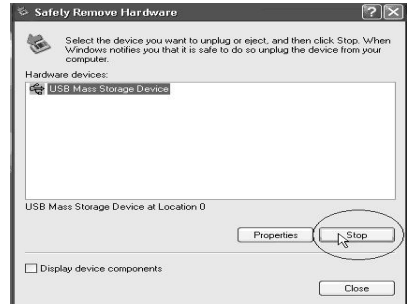 Safety Remove Hardware
Select the device you want to unplug or eject, and then click Stop. When
Windows notifies you that it is safe to do so unplug the device from your
computer.
Hardware devices:
USB Mass Storage Device
USB Mass Storage Device at Location 0
Properties Stop
Display device components
Close